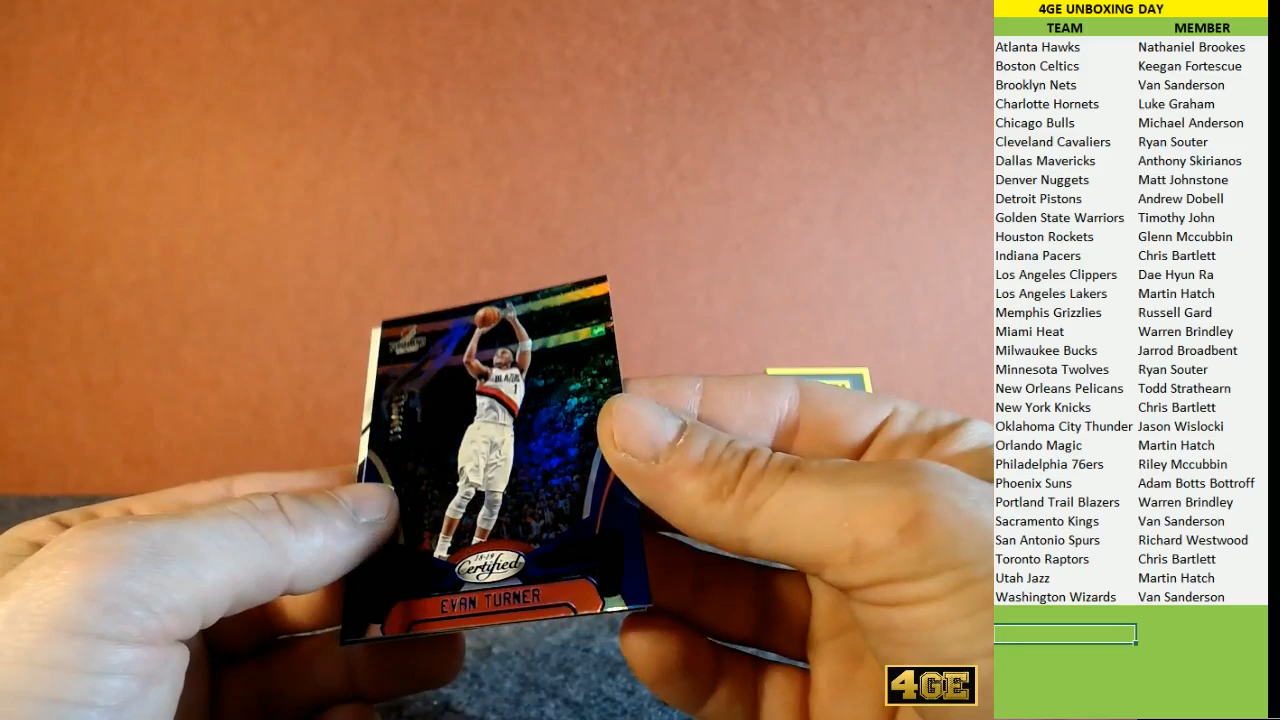 4GE UNBOXING DAY
TEAM MEMBER
Atlanta Hawks Nathaniel Brookes
Boston Celtics Keegan Fortescue
Brooklyn Nets Van Sanderson
Charlotte Hornets Luke Graham
Chicago Bulls Michael Anderson
Cleveland Cavaliers Ryan Souter
Dallas Mavericks Anthony Skirianos
Denver Nuggets Matt Johnstone
Detroit Pistons Andrew Dobell
Golden State Warriors Timothy John
Houston Rockets Glenn Mccubbin
Indiana Pacers Chris Bartlett
Los Angeles Clippers Dae Hyun Ra
Los Angeles Lakers Martin Hatch
Memphis Grizzlies Russell Gard
Miami Heat Warren Brindley
Milwaukee Bucks Jarrod Broadbent
Minnesota Twolves Ryan Souter
New Orleans Pelicans Todd Strathearn
New York Knicks Chris Bartlett
Oklahoma City Thunder Jason Wislocki
Orlando Magic Martin Hatch
Philadelphia 76ers Riley Mccubbin
Phoenix Suns Adam Botts Bottroff
Portland Trail Blazers Warren Brindley
Sacramento Kings Van Sanderson
San Antonio Spurs Richard Westwood
Toronto Raptors Chris Bartlett
Utah Jazz Martin Hatch
Washington Wizards Van Sanderson
1
18-19
Certified
EVAN TURNER
4GE